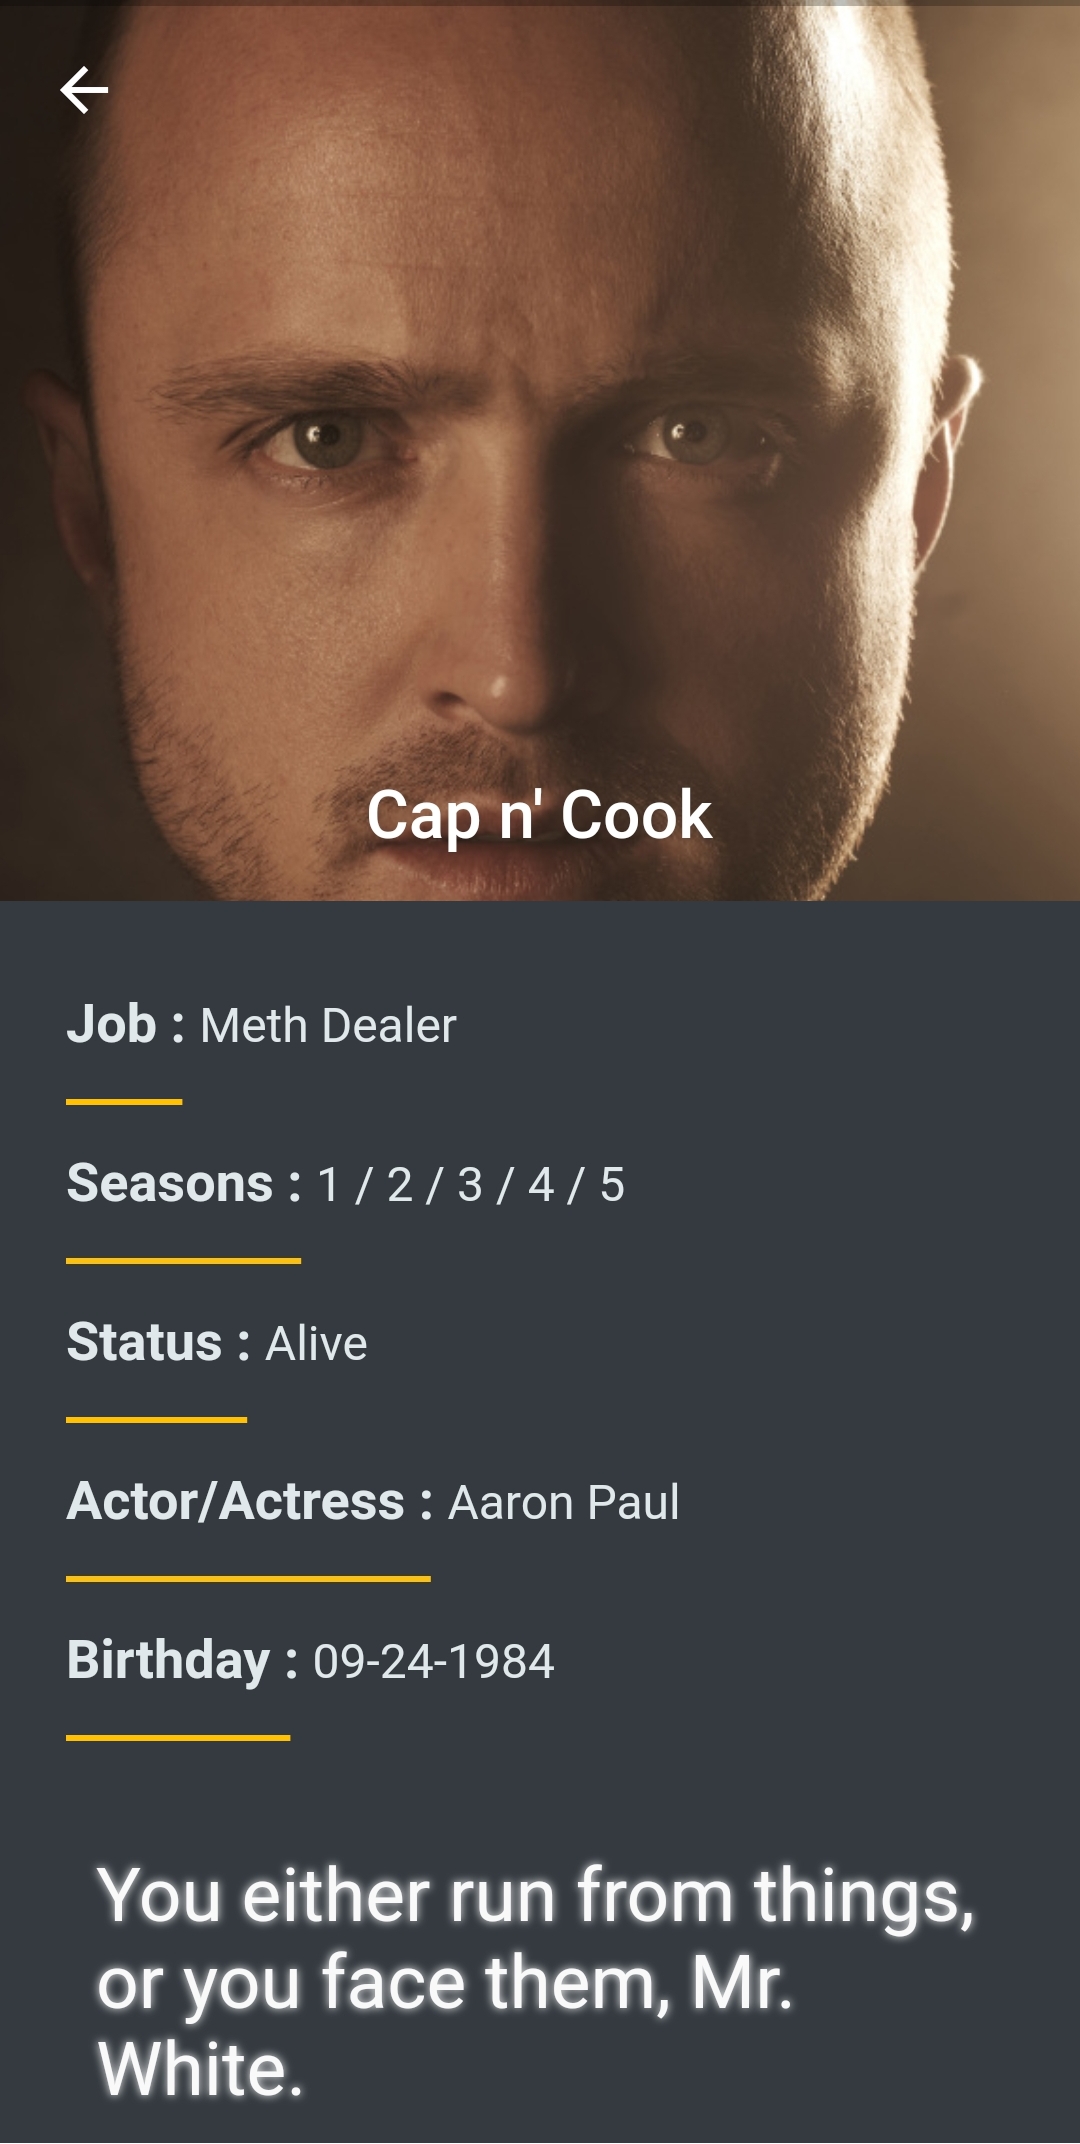 Cap n' Cook
Job : Meth Dealer
Seasons : 1 / 2 / 3 / 4 / 5
Status : Alive
Actor/Actress : Aaron Paul
Birthday : 09-24-1984
You either run from things,
or you face them, Mr.
White.